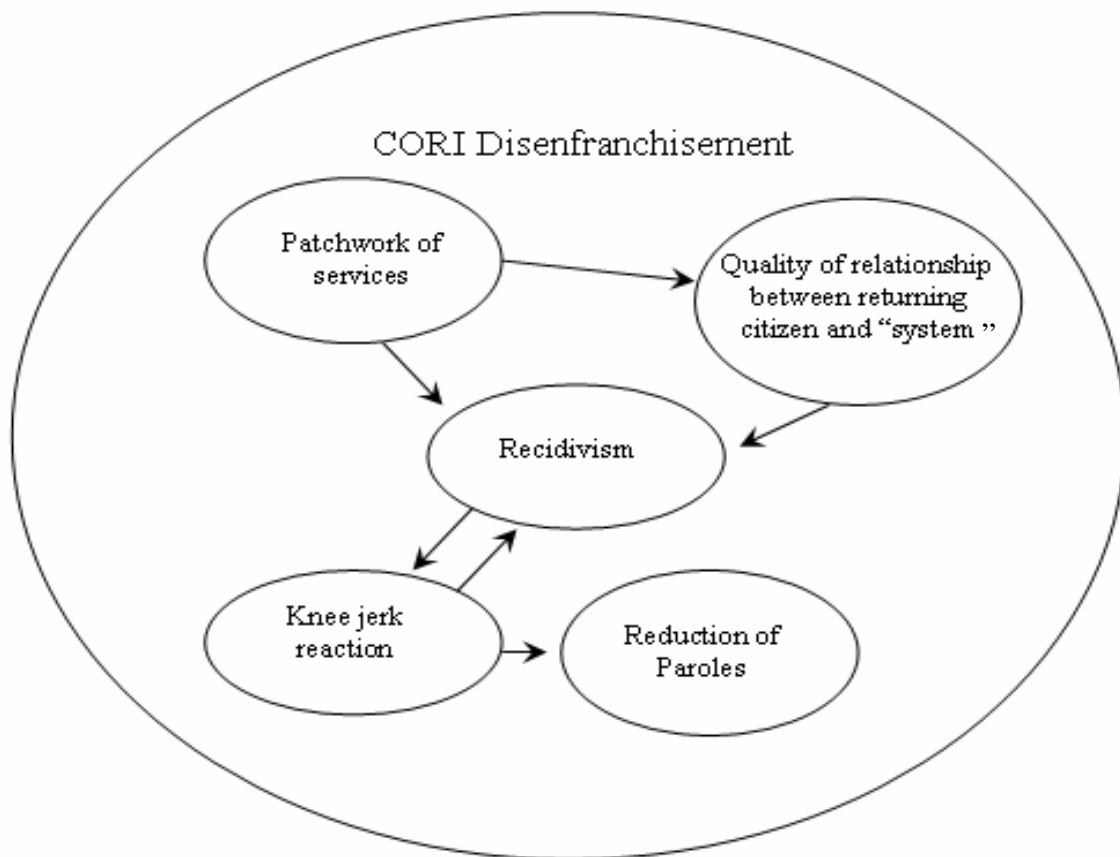 CORI Disenfranchisement
Patchwork of
services
Quality of relationship
between returning
citizen and “system ”
Recidivism
Knee jerk
reaction
Reduction of
Paroles